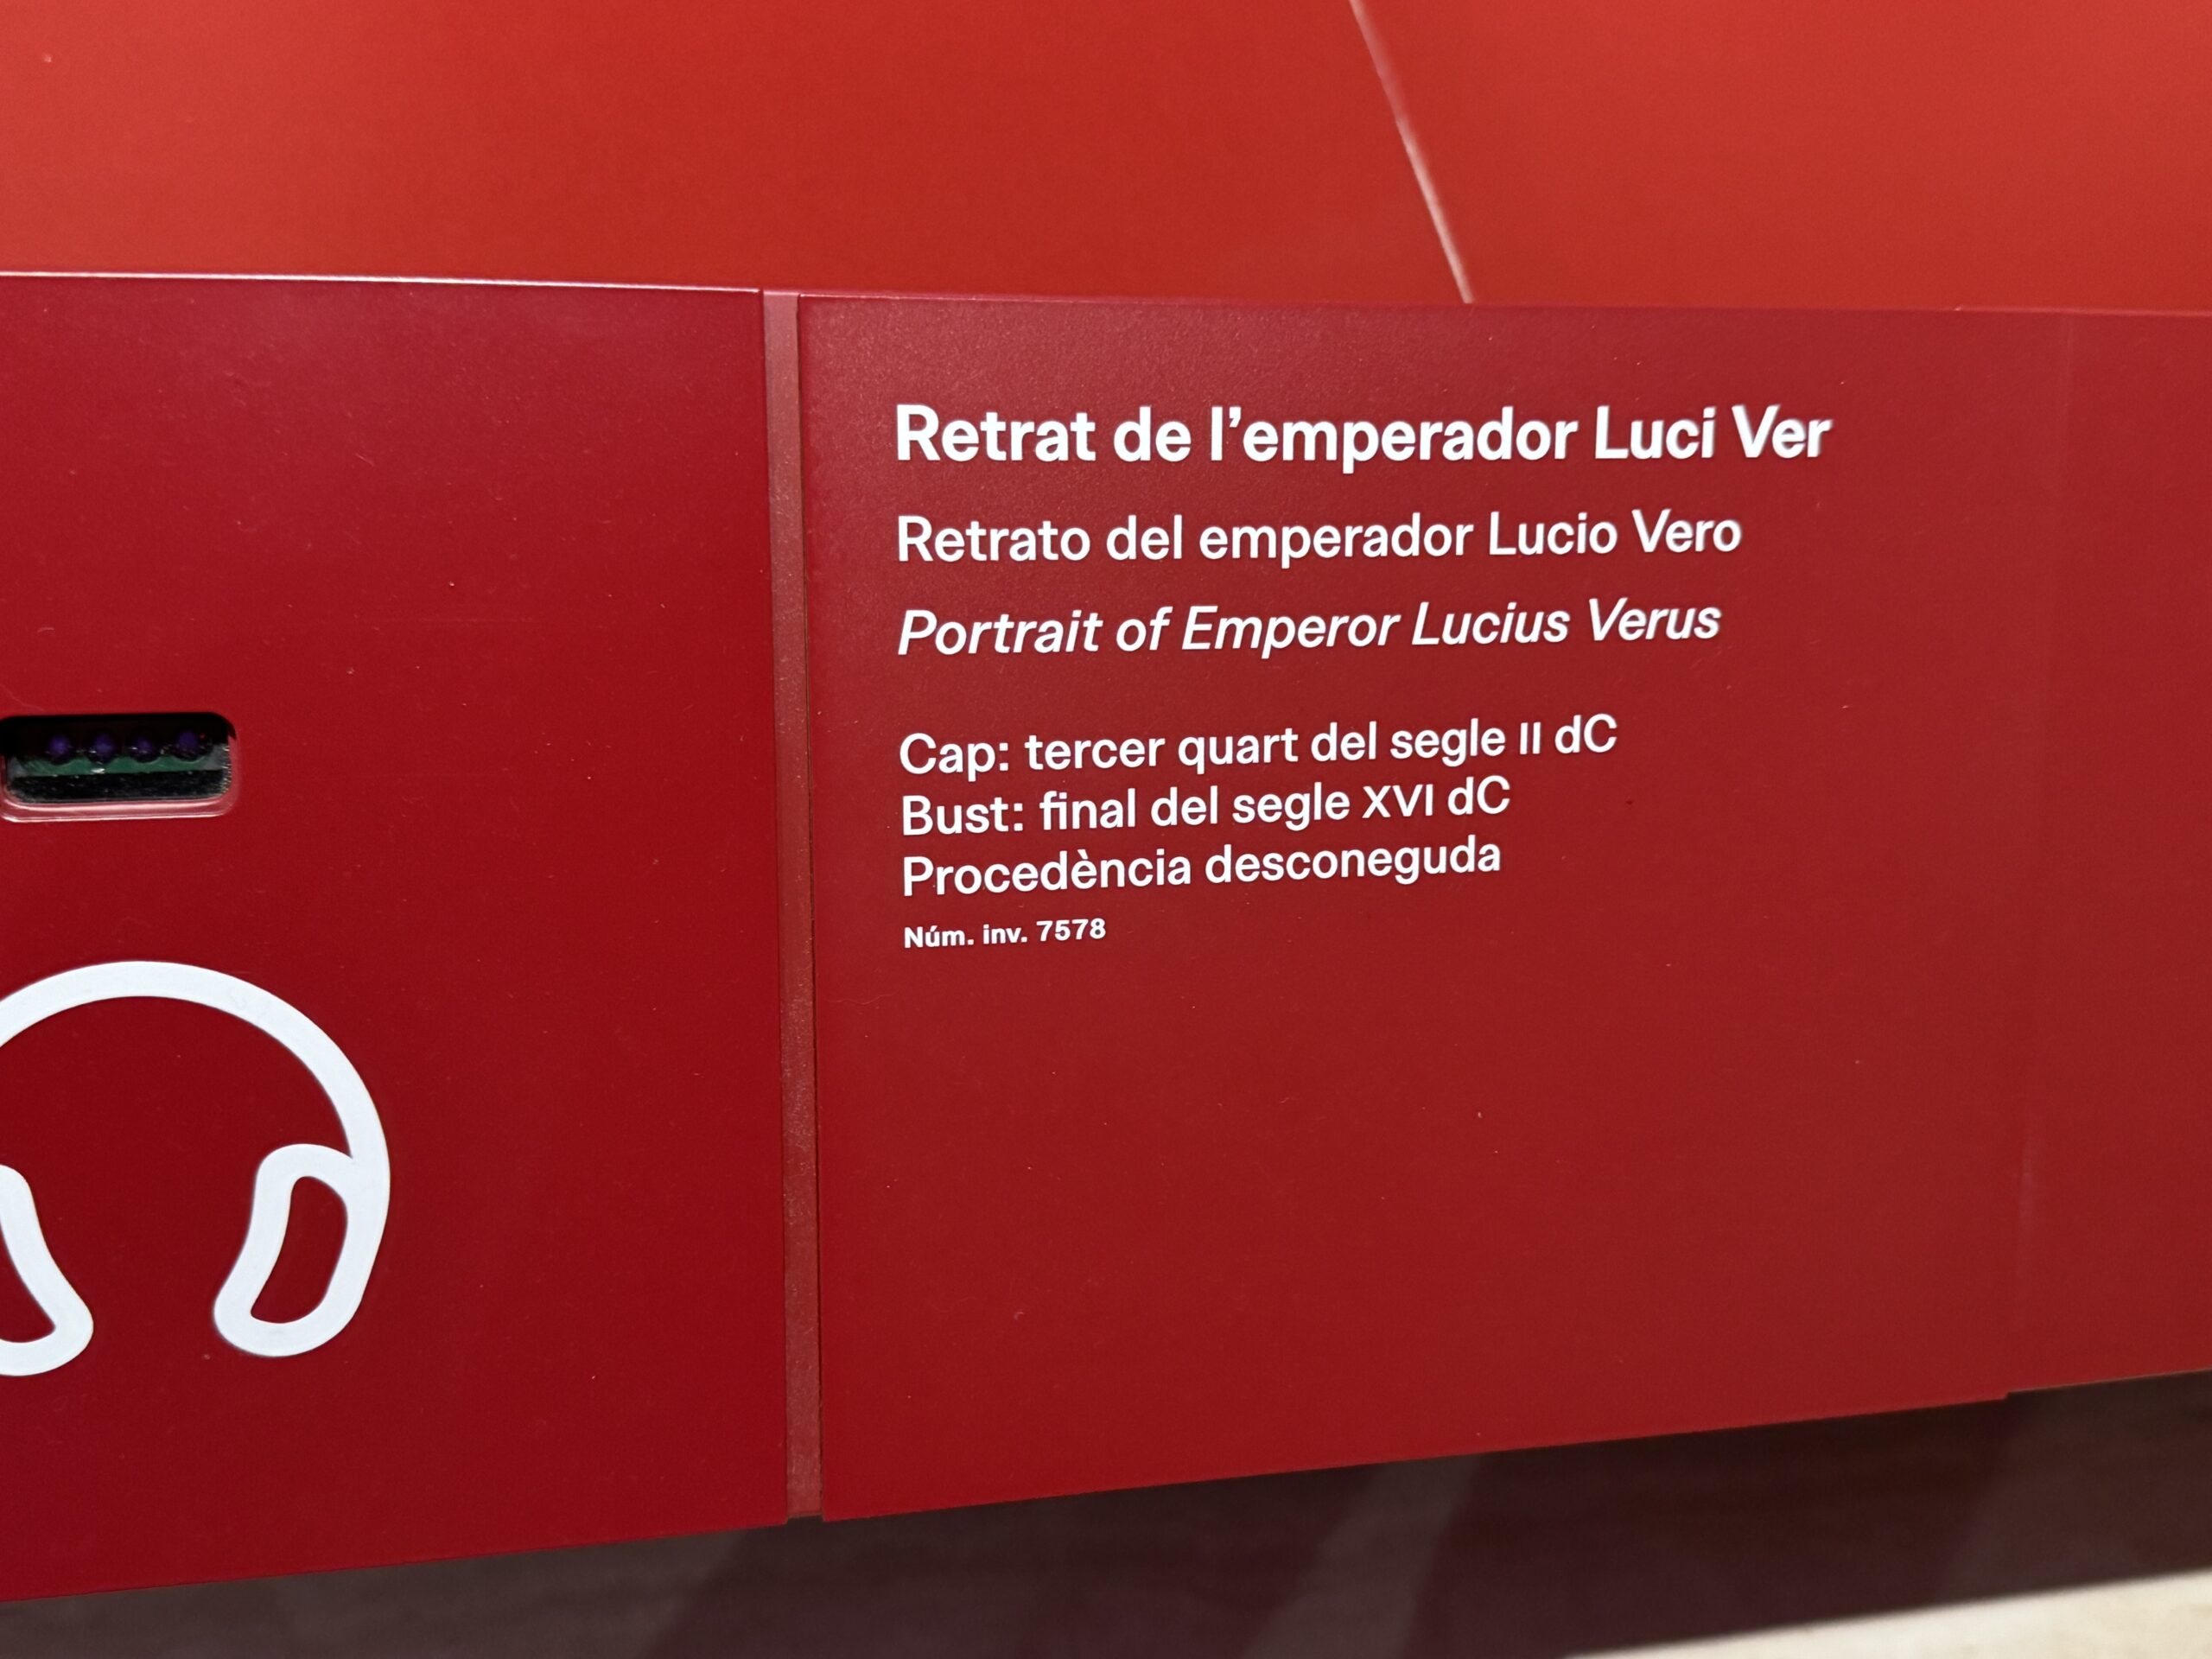 Retrat de l’emperador Luci Ver
Retrato del emperador Lucio Vero
Portrait of Emperor Lucius Verus
Cap: tercer quart del segle II dC
Bust: final del segle XVI dC
Procedència desconeguda
Núm. inv. 7578